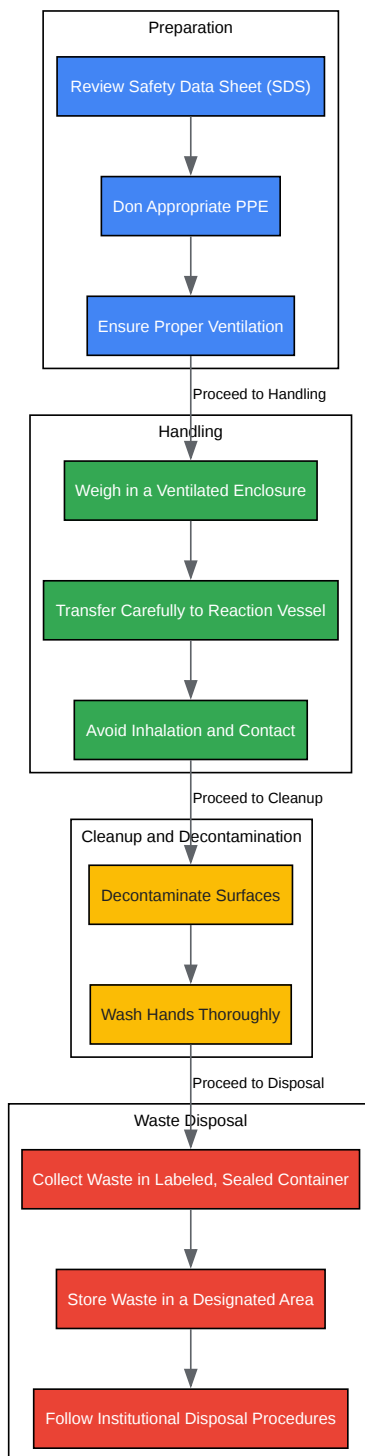 Preparation
Review Safety Data Sheet (SDS)
Don Appropriate PPE
Ensure Proper Ventilation
Proceed to Handling
Handling
Weigh in a Ventilated Enclosure
Transfer Carefully to Reaction Vessel
Avoid Inhalation and Contact
Proceed to Cleanup
Cleanup and Decontamination
Decontaminate Surfaces
Wash Hands Thoroughly
Proceed to Disposal
Waste Disposal
Collect Waste in Labeled, Sealed Container
Store Waste in a Designated Area
Follow Institutional Disposal Procedures